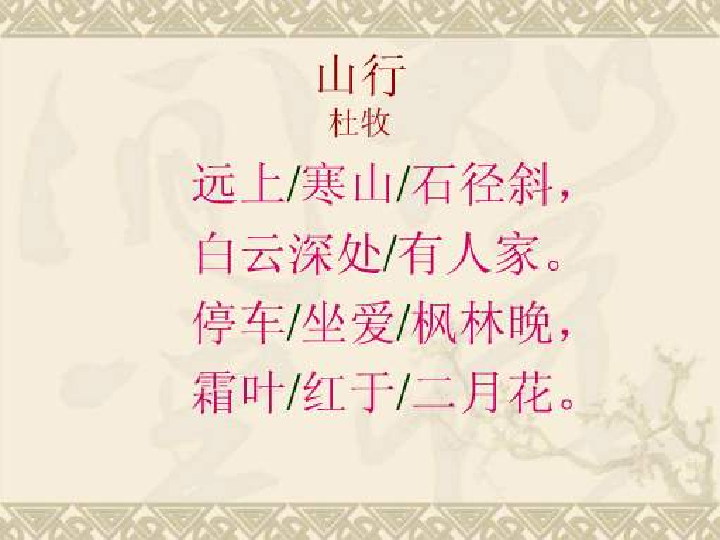 山行
杜牧
远上/寒山/石径斜，
白云深处/有人家。
停车/坐爱/枫林晚，
霜叶/红于/二月花。